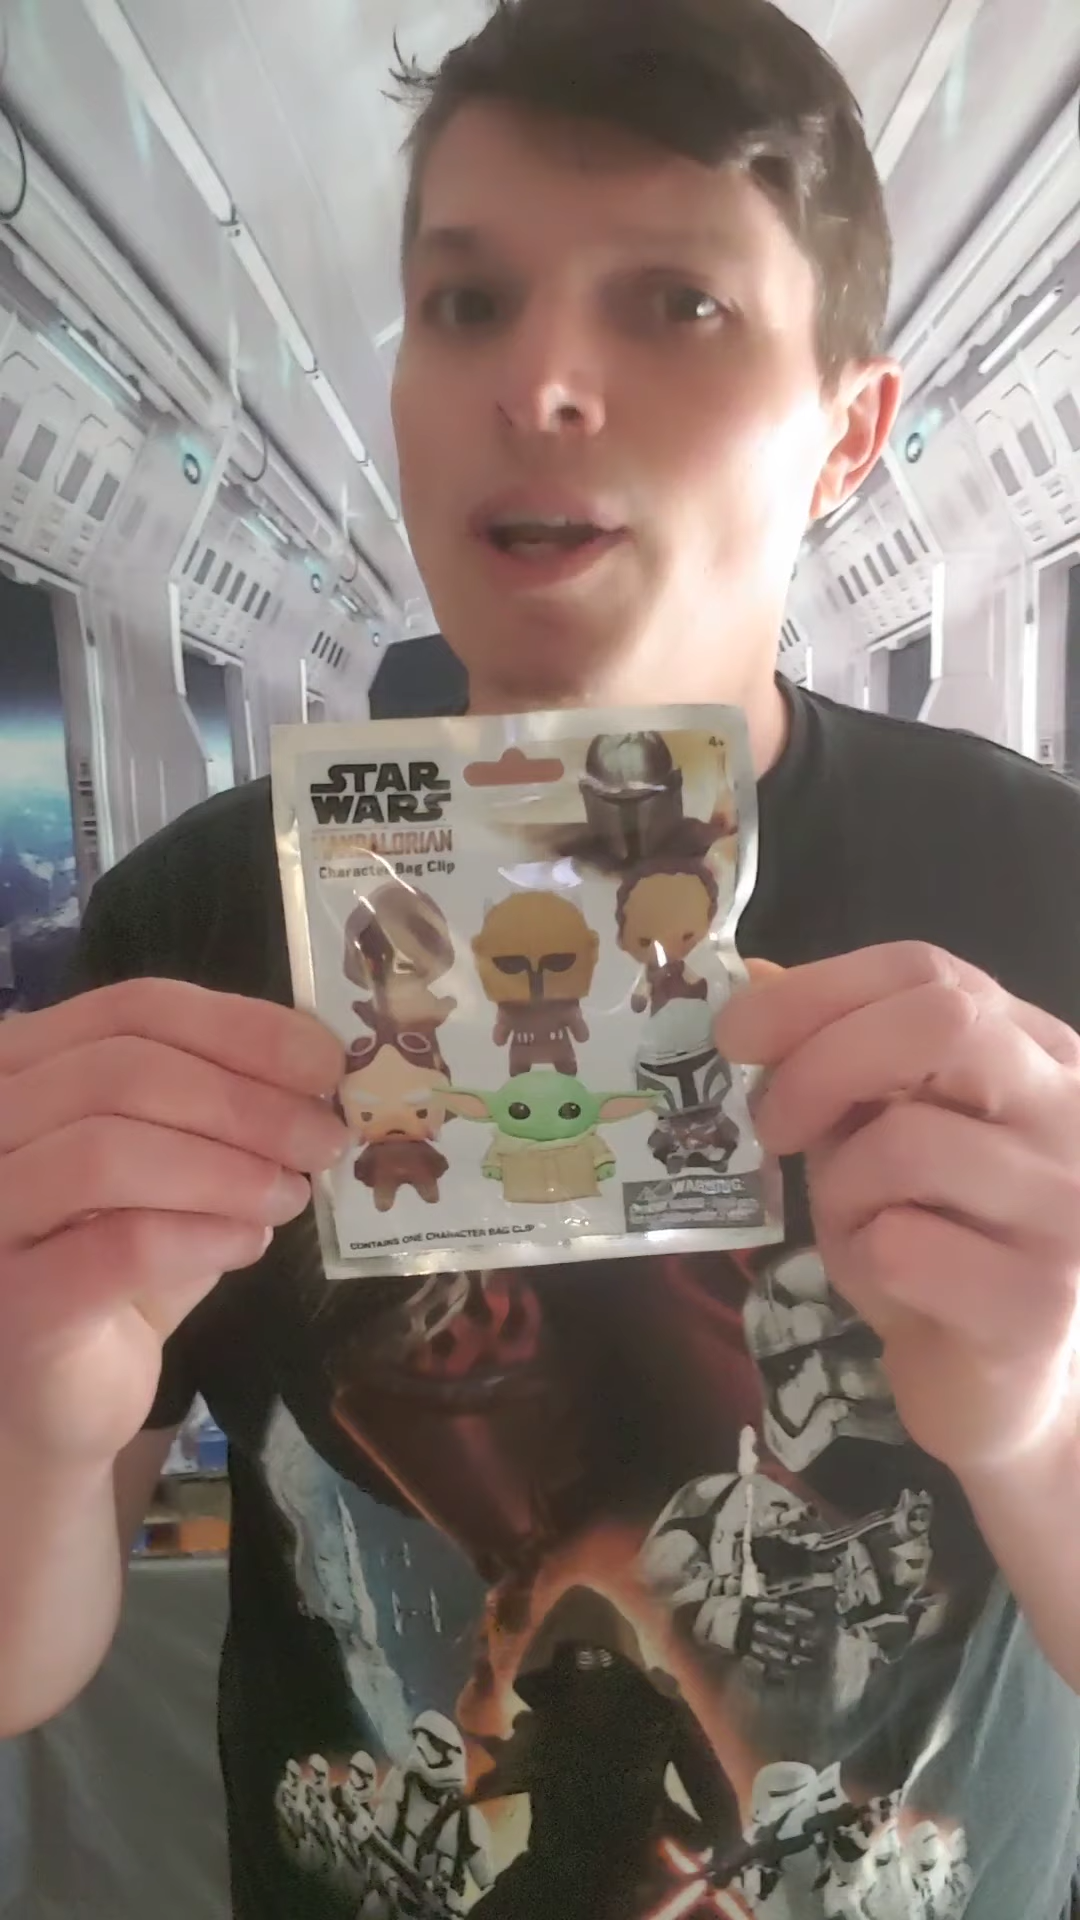 4+
STAR
WARS
MANDALORIAN
Character Bag Clip
WARNING:
CONTAINS ONE CHARACTER BAG CLIP